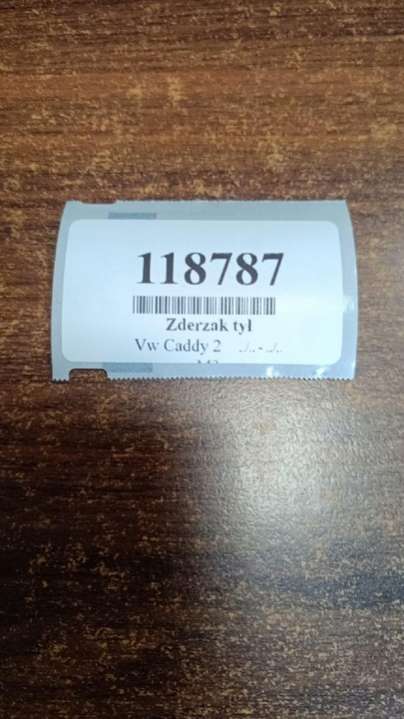 118787
Zderzak tył
Vw Caddy 2 ./.. - ../..